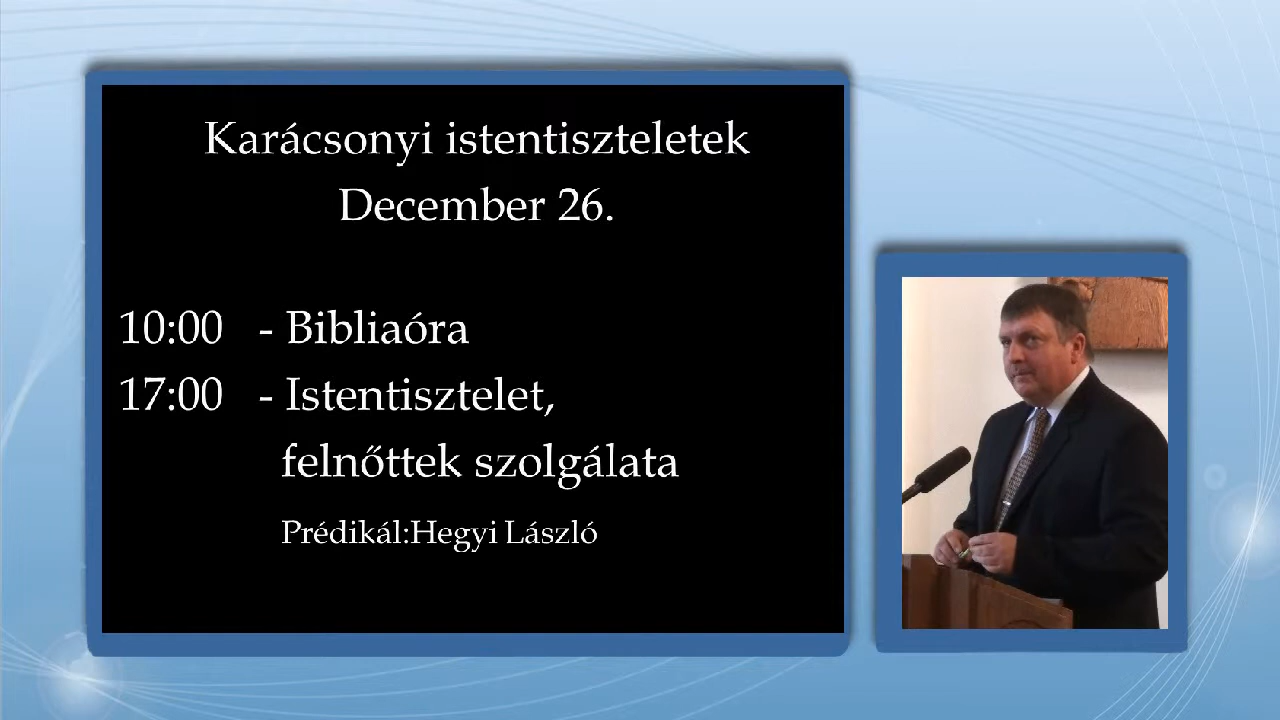 Karácsonyi istentiszteletek
December 26.
10:00 - Bibliaóra
17:00 - Istentisztelet,
felnőttek szolgálata
Prédikál:Hegyi László